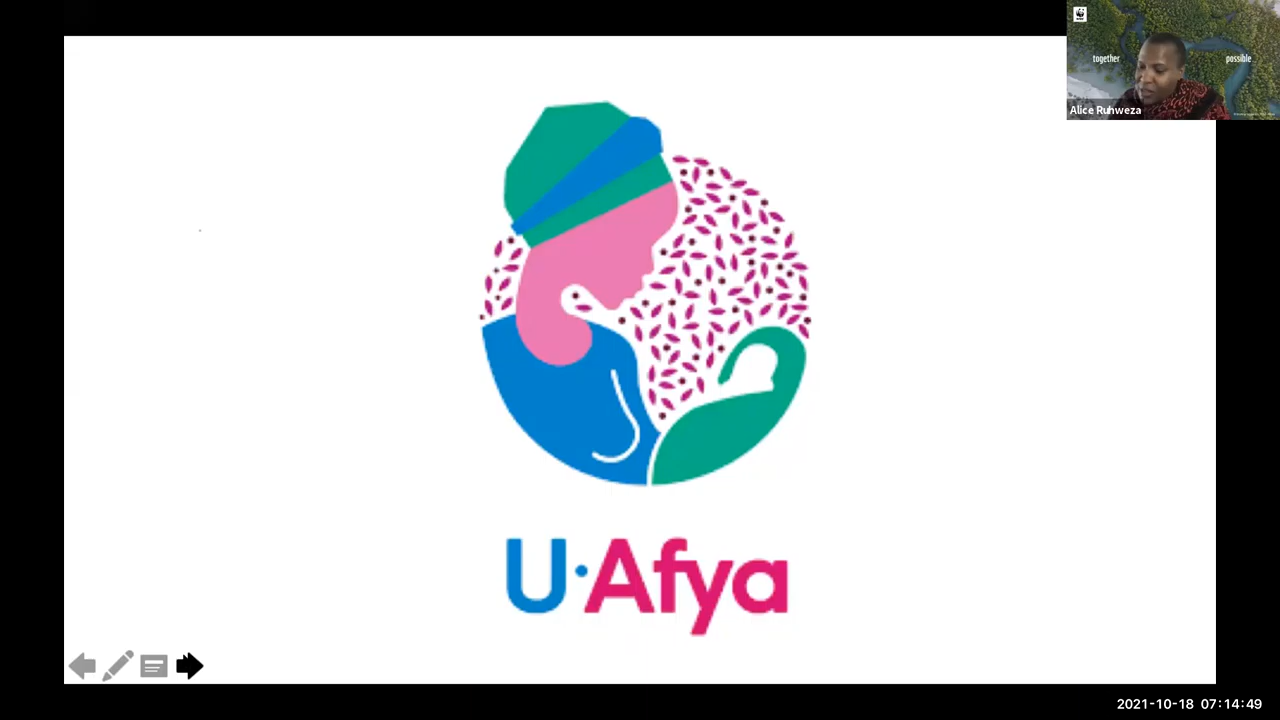 together possible
Alice Ruhweza
U·Afya
2021-10-18 07:14:49